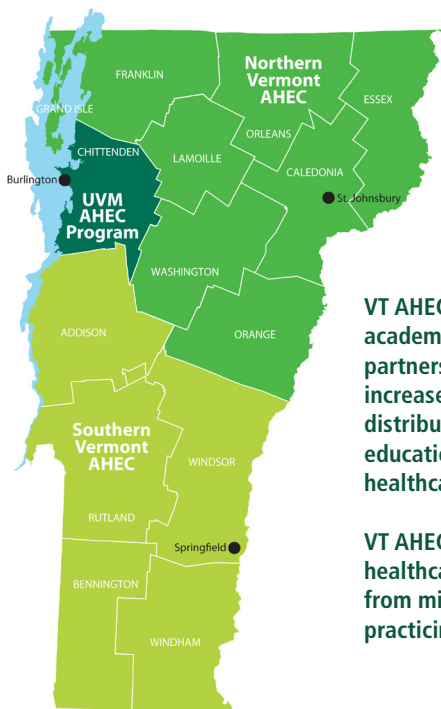 Northern
Vermont
AHEC
FRANKLIN
ESSEX
GRAND ISLE
ORLEANS
CHITTENDEN
LAMOILLE
CALEDONIA
Burlington
St. Johnsbury
UVM
AHEC
Program
WASHINGTON
ADDISON
ORANGE
Southern
Vermont
AHEC
WINDSOR
RUTLAND
Springfield
BENNINGTON
WINDHAM
VT AHEC
academ
partners
increase
distribu
educatio
healthca
VT AHEC
healthca
from mi
practicin